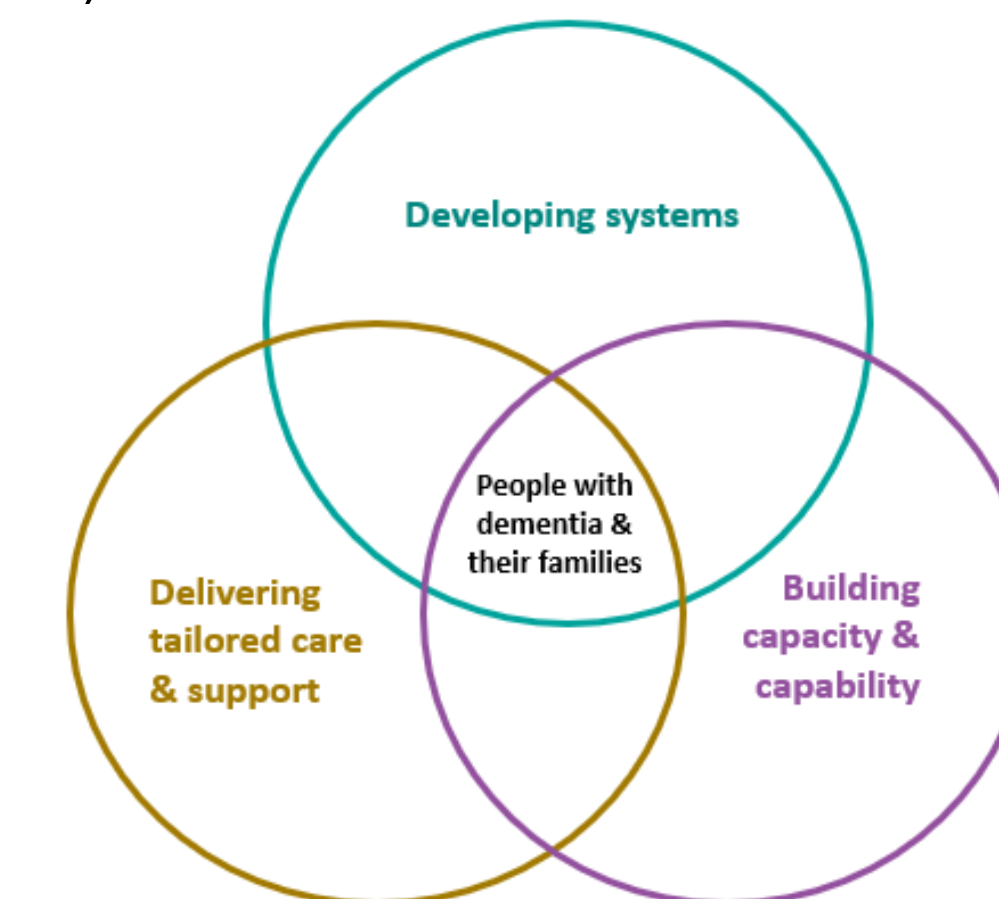 Developing systems
People with
dementia &
their families
Delivering
tailored care
& support
Building
capacity &
capability